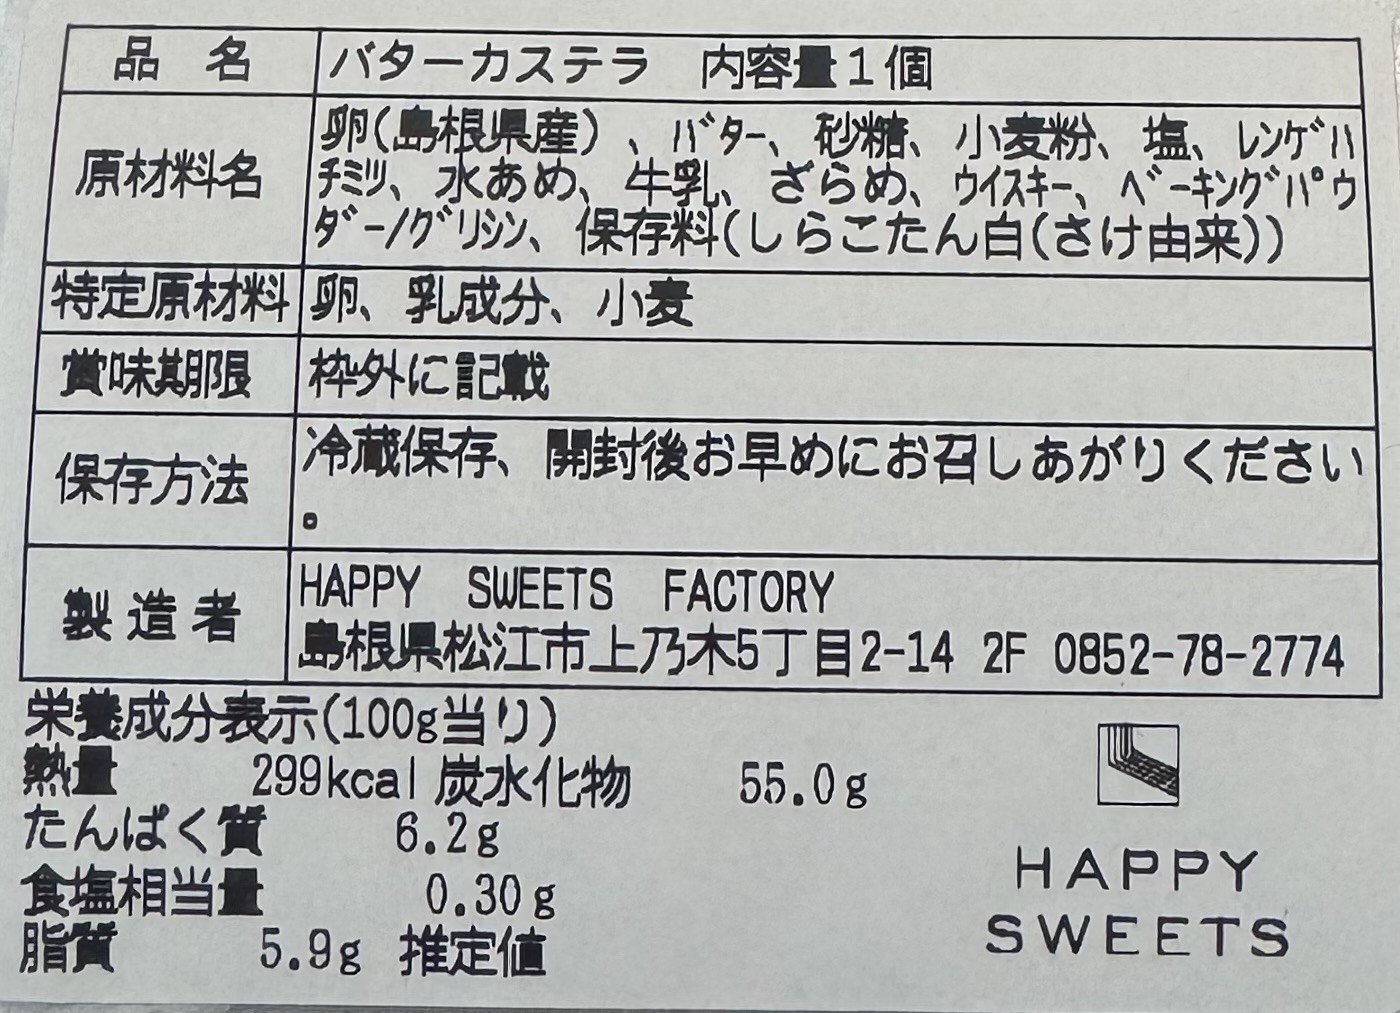 品 名 バターカステラ 内容量1個
原材料名 卵(島根県産)、バター、砂糖、小麦粉、塩、レンゲハ
チミツ、水あめ、牛乳、ざらめ、ウイスキー、ベーキングパウ
ダー/グリシン、保存料(しらこたん白(さけ由来))
特定原材料 卵、乳成分、小麦
賞味期限 枠外に記載
保存方法 冷蔵保存、開封後お早めにお召しあがりください
。
製造者 HAPPY SWEETS FACTORY
島根県松江市上乃木5丁目2-14 2F 0852-78-2774
栄養成分表示(100g当り)
熱量 299kcal 炭水化物 55.0g
たんぱく質 6.2g
食塩相当量 0.30g
脂質 5.9g 推定値
HAPPY
SWEETS